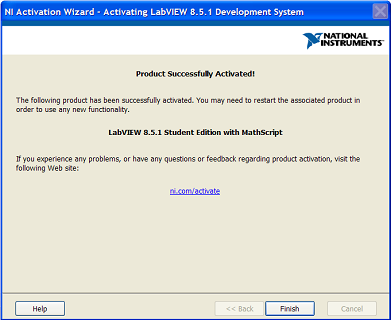 NI Activation Wizard - Activating LabVIEW 8.5.1 Development System
NATIONAL
INSTRUMENTS
Product Successfully Activated!
The following product has been successfully activated. You may need to restart the associated product in
order to use any new functionality.
LabVIEW 8.5.1 Student Edition with MathScript
If you experience any problems, or have any questions or feedback regarding product activation, visit the
following Web site:
ni.com/activate
Help
<< Back
Finish
Cancel